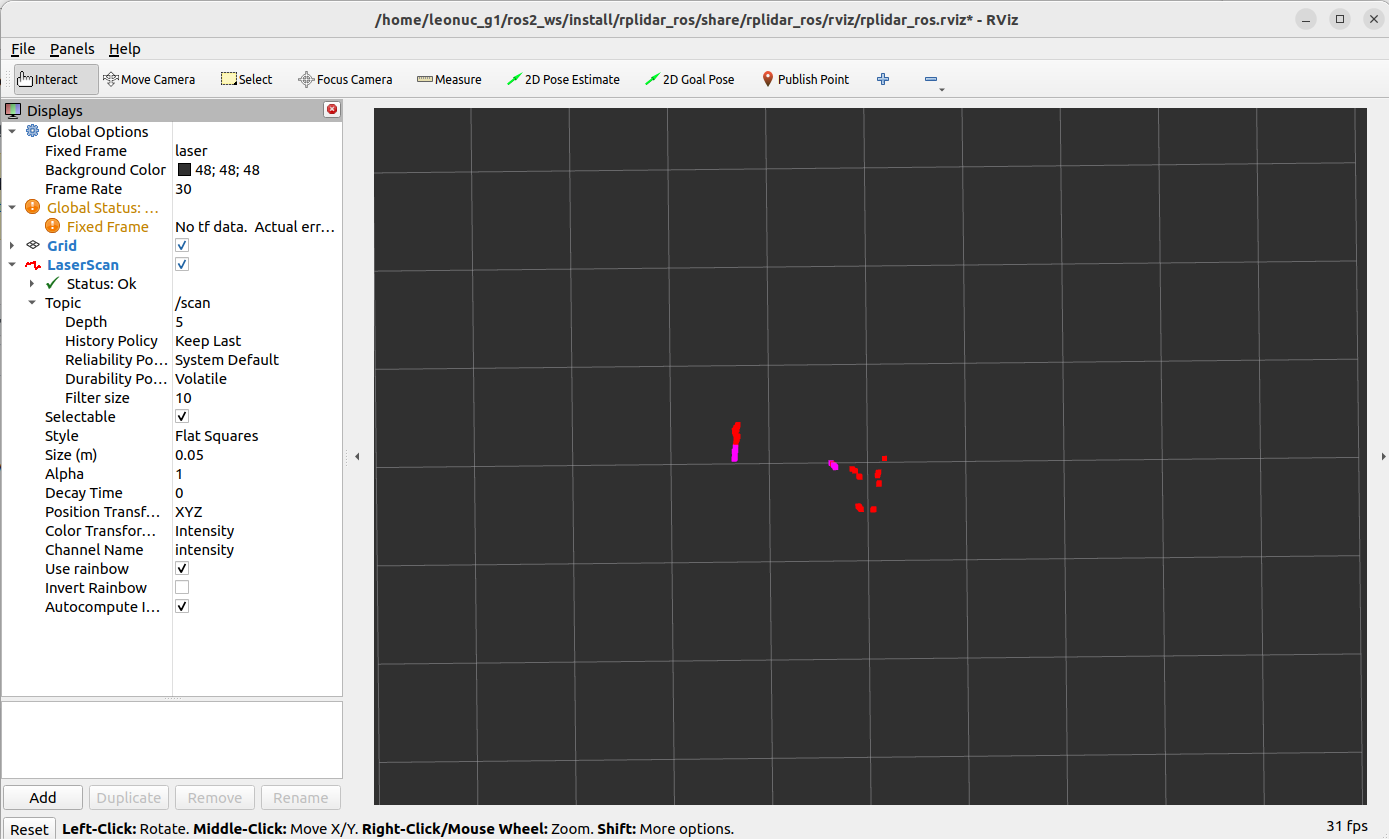 /home/leonuc_g1/ros2_ws/install/rplidar_ros/share/rplidar_ros/rviz/rplidar_ros.rviz* - RViz
File Panels Help
Interact Move Camera Select Focus Camera Measure 2D Pose Estimate 2D Goal Pose Publish Point
Displays
Global Options
Fixed Frame laser
Background Color 48; 48; 48
Frame Rate 30
Global Status: ...
Fixed Frame No tf data.  Actual err...
Grid
LaserScan
Status: Ok
Topic /scan
Depth 5
History Policy Keep Last
Reliability Po... System Default
Durability Po... Volatile
Filter size 10
Selectable
Style Flat Squares
Size (m) 0.05
Alpha 1
Decay Time 0
Position Transf... XYZ
Color Transfor... Intensity
Channel Name intensity
Use rainbow
Invert Rainbow
Autocompute I...
Add Duplicate Remove Rename
Reset Left-Click: Rotate. Middle-Click: Move X/Y. Right-Click/Mouse Wheel: Zoom. Shift: More options. 31 fps